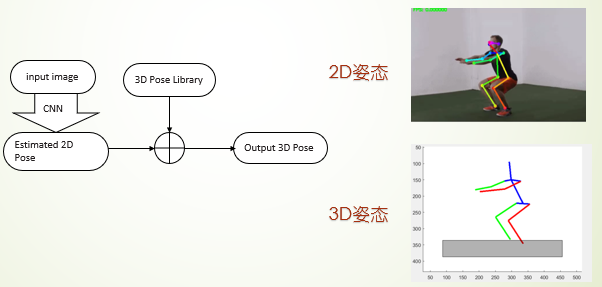 input image
3D Pose Library
CNN
Estimated 2D
Pose
Output 3D Pose
2D姿态
3D姿态
50
100
150
200
250
300
350
400
50 100 150 200 250 300 350 400 450 500